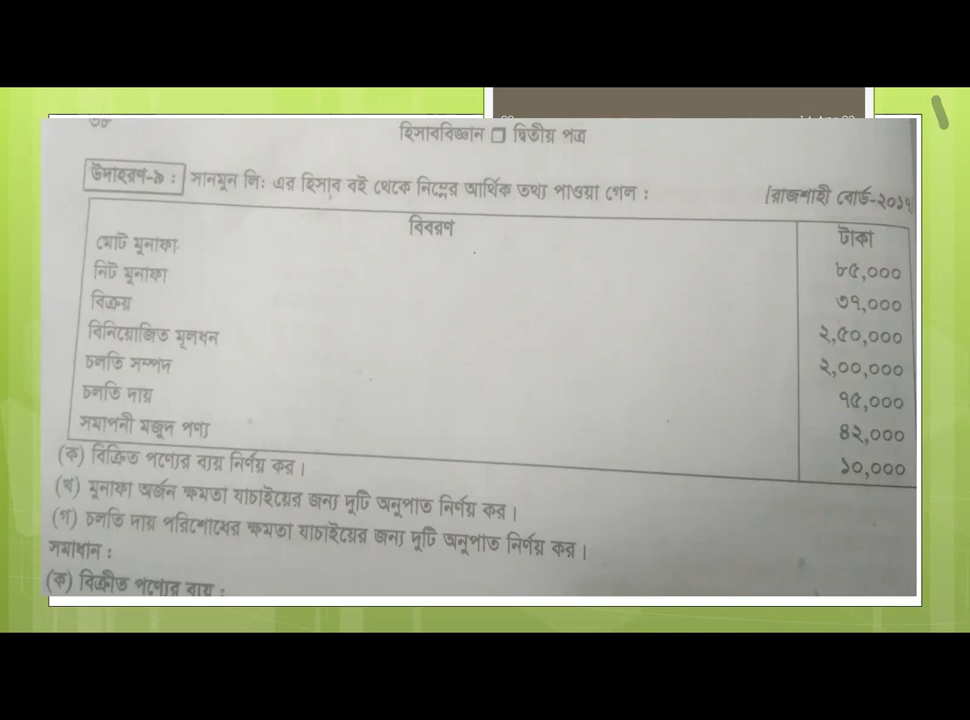 ৩৮
হিসাববিজ্ঞান □ দ্বিতীয় পত্র
উদাহরণ-৯ : সানমুন লি: এর হিসাব বই থেকে নিম্নের আর্থিক তথ্য পাওয়া গেল : [রাজশাহী বোর্ড-২০১৭]
বিবরণ টাকা
মোট মুনাফা ৮৫,০০০
নিট মুনাফা ৩৭,০০০
বিক্রয় ২,৫০,০০০
বিনিয়োজিত মূলধন ২,০০,০০০
চলতি সম্পদ ৭৫,০০০
চলতি দায় ৪২,০০০
সমাপনী মজুদ পণ্য ১০,০০০
(ক) বিক্রিত পণ্যের ব্যয় নির্ণয় কর।
(খ) মুনাফা অর্জন ক্ষমতা যাচাইয়ের জন্য দুটি অনুপাত নির্ণয় কর।
(গ) চলতি দায় পরিশোধের ক্ষমতা যাচাইয়ের জন্য দুটি অনুপাত নির্ণয় কর।
সমাধান :
(ক) বিক্রীত পণ্যের ব্যয় :